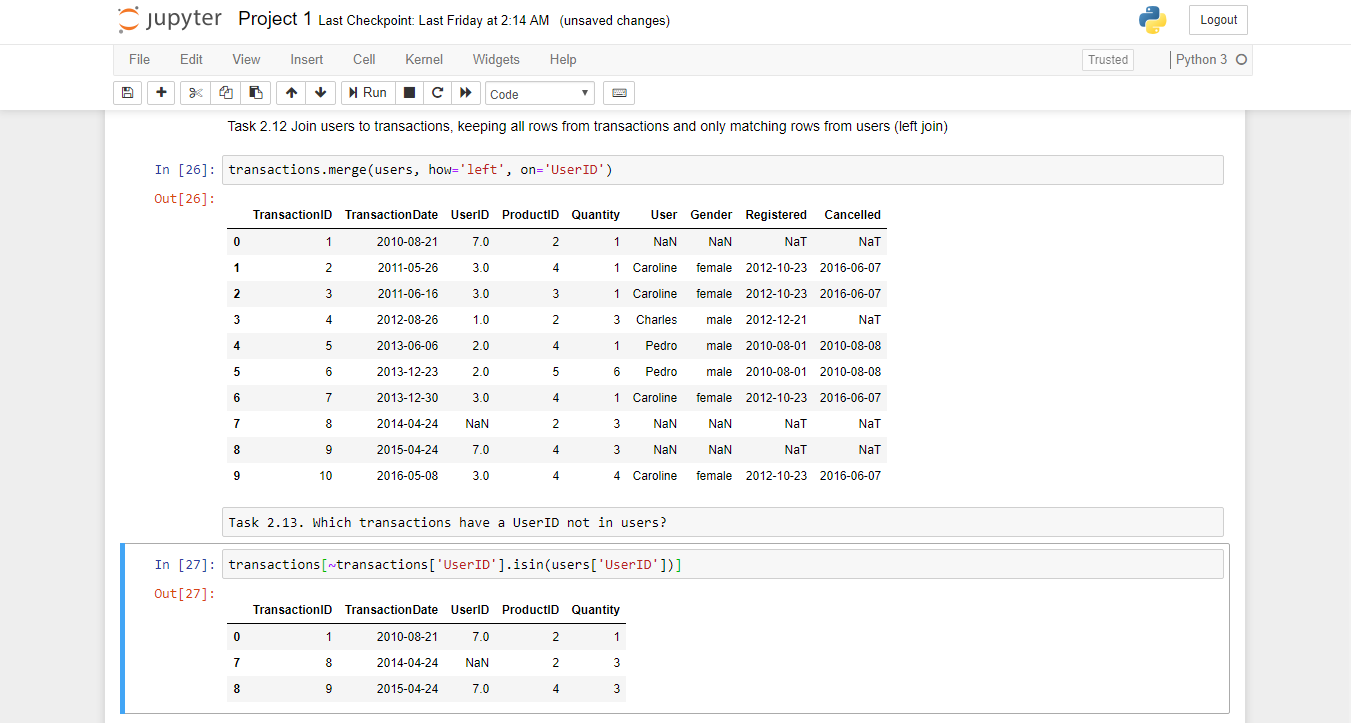 jupyter Project 1 Last Checkpoint: Last Friday at 2:14 AM (unsaved changes) Logout
File Edit View Insert Cell Kernel Widgets Help Trusted Python 3
Run Code
Task 2.12 Join users to transactions, keeping all rows from transactions and only matching rows from users (left join)
In [26]: transactions.merge(users, how='left', on='UserID')
Out[26]:
TransactionID TransactionDate UserID ProductID Quantity User Gender Registered Cancelled
0 1 2010-08-21 7.0 2 1 NaN NaN NaT NaT
1 2 2011-05-26 3.0 4 1 Caroline female 2012-10-23 2016-06-07
2 3 2011-06-16 3.0 3 1 Caroline female 2012-10-23 2016-06-07
3 4 2012-08-26 1.0 2 3 Charles male 2012-12-21 NaT
4 5 2013-06-06 2.0 4 1 Pedro male 2010-08-01 2010-08-08
5 6 2013-12-23 2.0 5 6 Pedro male 2010-08-01 2010-08-08
6 7 2013-12-30 3.0 4 1 Caroline female 2012-10-23 2016-06-07
7 8 2014-04-24 NaN 2 3 NaN NaN NaT NaT
8 9 2015-04-24 7.0 4 3 NaN NaN NaT NaT
9 10 2016-05-08 3.0 4 4 Caroline female 2012-10-23 2016-06-07
Task 2.13. Which transactions have a UserID not in users?
In [27]: transactions[~transactions['UserID'].isin(users['UserID'])]
Out[27]:
TransactionID TransactionDate UserID ProductID Quantity
0 1 2010-08-21 7.0 2 1
7 8 2014-04-24 NaN 2 3
8 9 2015-04-24 7.0 4 3